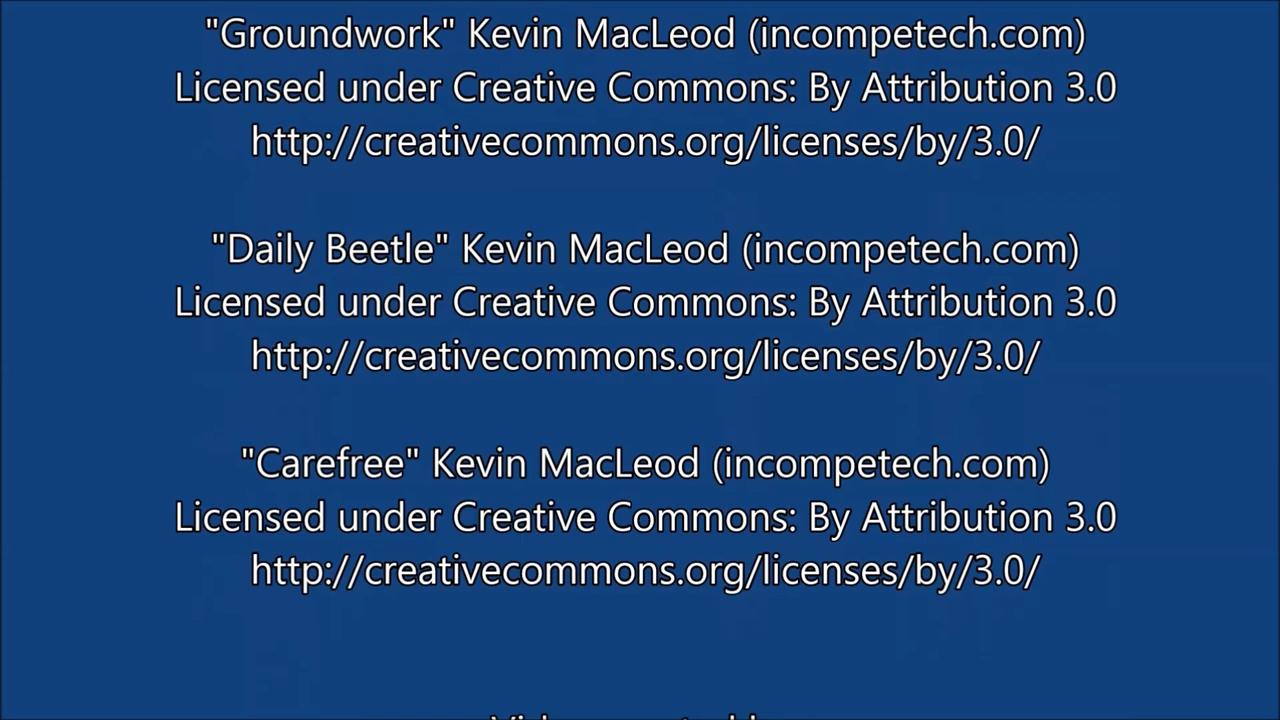 "Groundwork" Kevin MacLeod (incompetech.com)
Licensed under Creative Commons: By Attribution 3.0
http://creativecommons.org/licenses/by/3.0/
"Daily Beetle" Kevin MacLeod (incompetech.com)
Licensed under Creative Commons: By Attribution 3.0
http://creativecommons.org/licenses/by/3.0/
"Carefree" Kevin MacLeod (incompetech.com)
Licensed under Creative Commons: By Attribution 3.0
http://creativecommons.org/licenses/by/3.0/